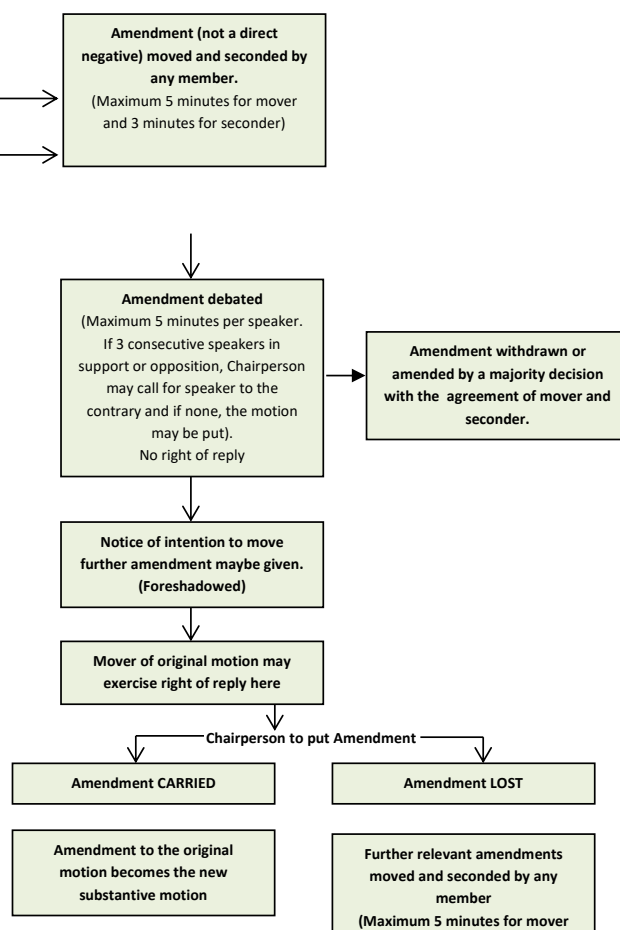 Amendment (not a direct
negative) moved and seconded by
any member.
(Maximum 5 minutes for mover
and 3 minutes for seconder)
Amendment debated
(Maximum 5 minutes per speaker.
If 3 consecutive speakers in
support or opposition, Chairperson
may call for speaker to the
contrary and if none, the motion
may be put).
No right of reply
Amendment withdrawn or
amended by a majority decision
with the agreement of mover and
seconder.
Notice of intention to move
further amendment maybe given.
(Foreshadowed)
Mover of original motion may
exercise right of reply here
Chairperson to put Amendment
Amendment CARRIED
Amendment LOST
Amendment to the original
motion becomes the new
substantive motion
Further relevant amendments
moved and seconded by any
member
(Maximum 5 minutes for mover